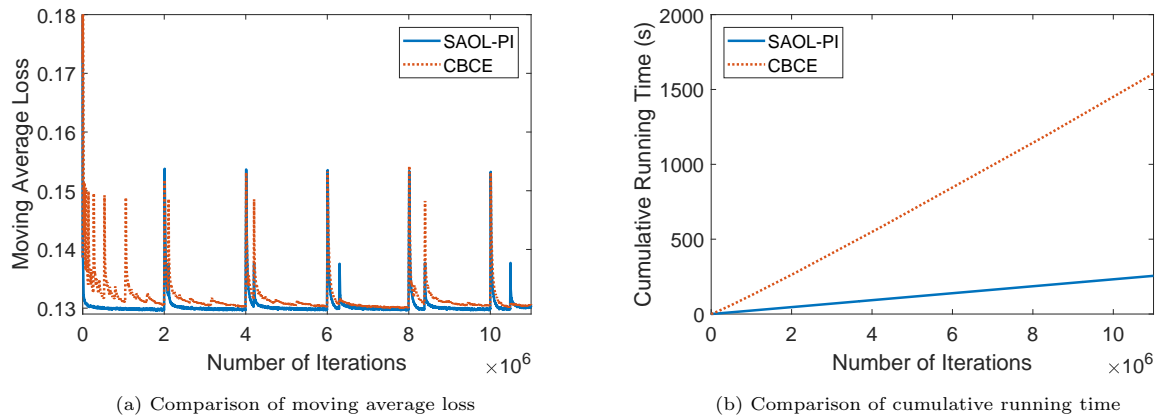 0.18
0.17
0.16
0.15
0.14
0.13
Moving Average Loss
SAOL-PI
CBCE
0 2 4 6 8 10
Number of Iterations
×10^6
(a) Comparison of moving average loss
2000
1500
1000
500
0
Cumulative Running Time (s)
SAOL-PI
CBCE
0 2 4 6 8 10
Number of Iterations
×10^6
(b) Comparison of cumulative running time